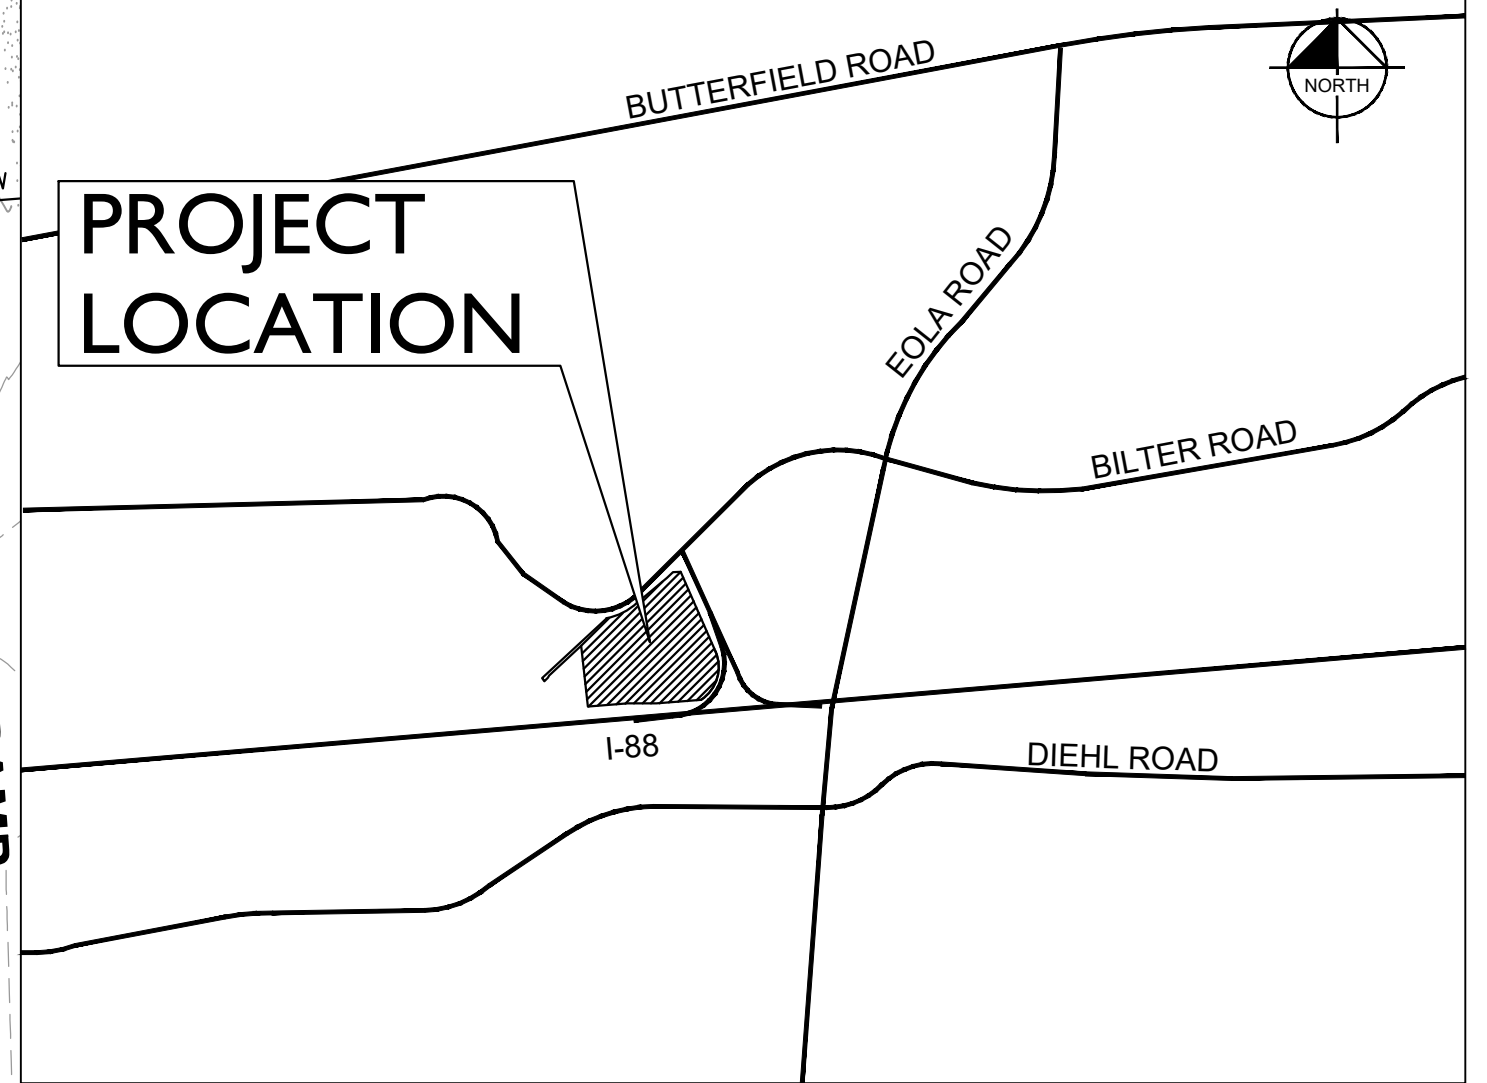 BUTTERFIELD ROAD
NORTH
PROJECT
LOCATION
EOLA ROAD
BILTER ROAD
I-88
DIEHL ROAD